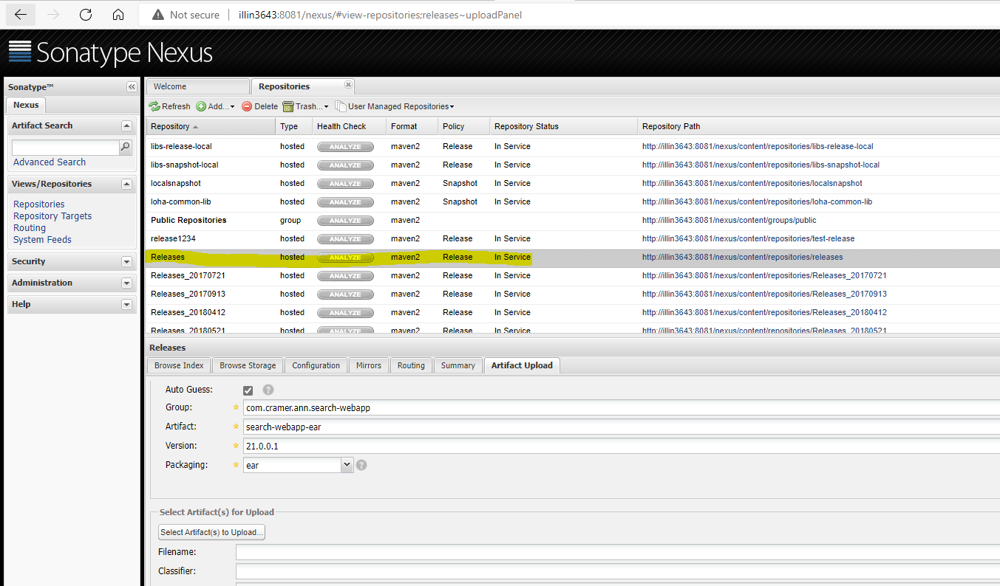 Not secure illin3643:8081/nexus/#view-repositories;releases~uploadPanel
Sonatype Nexus
Sonatype™
Nexus
Artifact Search
Advanced Search
Views/Repositories
Repositories
Repository Targets
Routing
System Feeds
Security
Administration
Help
Welcome Repositories
Refresh Add... Delete Trash... User Managed Repositories
Repository Type Health Check Format Policy Repository Status Repository Path
libs-release-local hosted ANALYZE maven2 Release In Service http://illin3643:8081/nexus/content/repositories/libs-release-local
libs-snapshot-local hosted ANALYZE maven2 Release In Service http://illin3643:8081/nexus/content/repositories/libs-snapshot-local
localsnapshot hosted ANALYZE maven2 Snapshot In Service http://illin3643:8081/nexus/content/repositories/localsnapshot
loha-common-lib hosted ANALYZE maven2 Snapshot In Service http://illin3643:8081/nexus/content/repositories/loha-common-lib
Public Repositories group ANALYZE maven2 http://illin3643:8081/nexus/content/groups/public
release1234 hosted ANALYZE maven2 Release In Service http://illin3643:8081/nexus/content/repositories/test-release
Releases hosted ANALYZE maven2 Release In Service http://illin3643:8081/nexus/content/repositories/releases
Releases_20170721 hosted ANALYZE maven2 Release In Service http://illin3643:8081/nexus/content/repositories/Releases_20170721
Releases_20170913 hosted ANALYZE maven2 Release In Service http://illin3643:8081/nexus/content/repositories/Releases_20170913
Releases_20180412 hosted ANALYZE maven2 Release In Service http://illin3643:8081/nexus/content/repositories/Releases_20180412
Releases_20180521 hosted ANALYZE maven2 Release In Service http://illin3643:8081/nexus/content/repositories/Releases_20180521
Releases
Browse Index Browse Storage Configuration Mirrors Routing Summary Artifact Upload
Auto Guess: ?
Group: com.cramer.ann.search-webapp
Artifact: search-webapp-ear
Version: 21.0.0.1
Packaging: ear ?
Select Artifact(s) for Upload
Select Artifact(s) to Upload...
Filename:
Classifier: